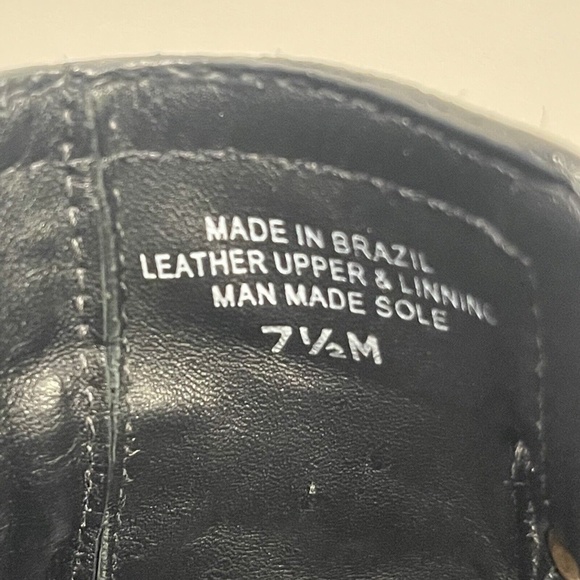 MADE IN BRAZIL
LEATHER UPPER & LINNING
MAN MADE SOLE
7½M